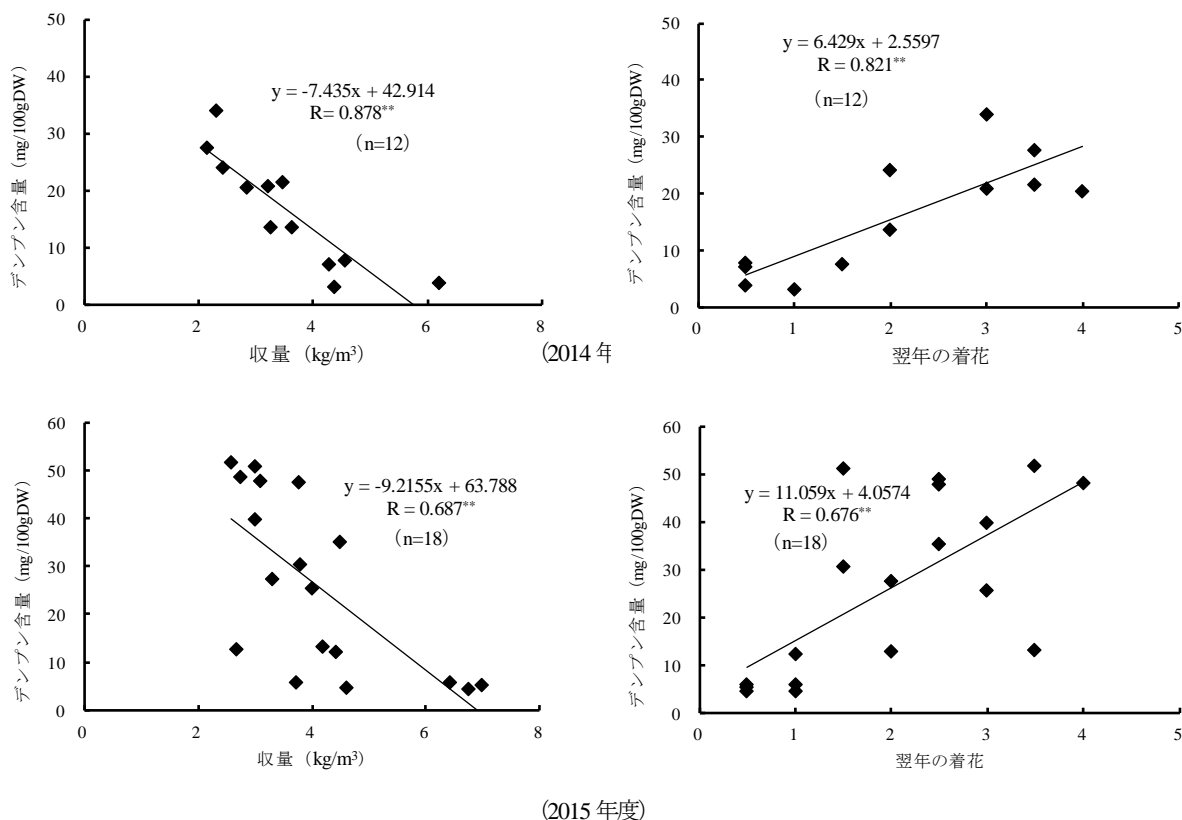 50
40
30
20
10
0
デンプン含量（mg/100gDW）
y = -7.435x + 42.914
R= 0.878**
（n=12）
0 2 4 6 8
収量（kg/m³）
50
40
30
20
10
0
デンプン含量（mg/100gDW）
y = 6.429x + 2.5597
R = 0.821**
（n=12）
0 1 2 3 4 5
翌年の着花
(2014 年
60
50
40
30
20
10
0
デンプン含量（mg/100gDW）
y = -9.2155x + 63.788
R = 0.687**
(n=18)
0 2 4 6 8
収量（kg/m³）
60
50
40
30
20
10
0
デンプン含量（mg/100gDW）
y = 11.059x + 4.0574
R = 0.676**
(n=18)
0 1 2 3 4 5
翌年の着花
(2015 年度)